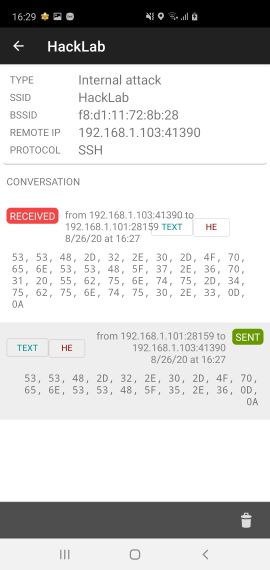 16:29
HackLab
TYPE Internal attack
SSID HackLab
BSSID f8:d1:11:72:8b:28
REMOTE IP 192.168.1.103:41390
PROTOCOL SSH
CONVERSATION
RECEIVED from 192.168.1.103:41390 to
192.168.1.101:28159 TEXT HE
8/26/20 at 16:27
53, 53, 48, 2D, 32, 2E, 30, 2D, 4F, 70,
65, 6E, 53, 53, 48, 5F, 37, 2E, 36, 70,
31, 20, 55, 62, 75, 6E, 74, 75, 2D, 34,
75, 62, 75, 6E, 74, 75, 30, 2E, 33, 0D,
0A
from 192.168.1.101:28159 to SENT
TEXT HE 192.168.1.103:41390
8/26/20 at 16:27
53, 53, 48, 2D, 32, 2E, 30, 2D, 4F, 70,
65, 6E, 53, 53, 48, 5F, 35, 2E, 36, 0D,
0A